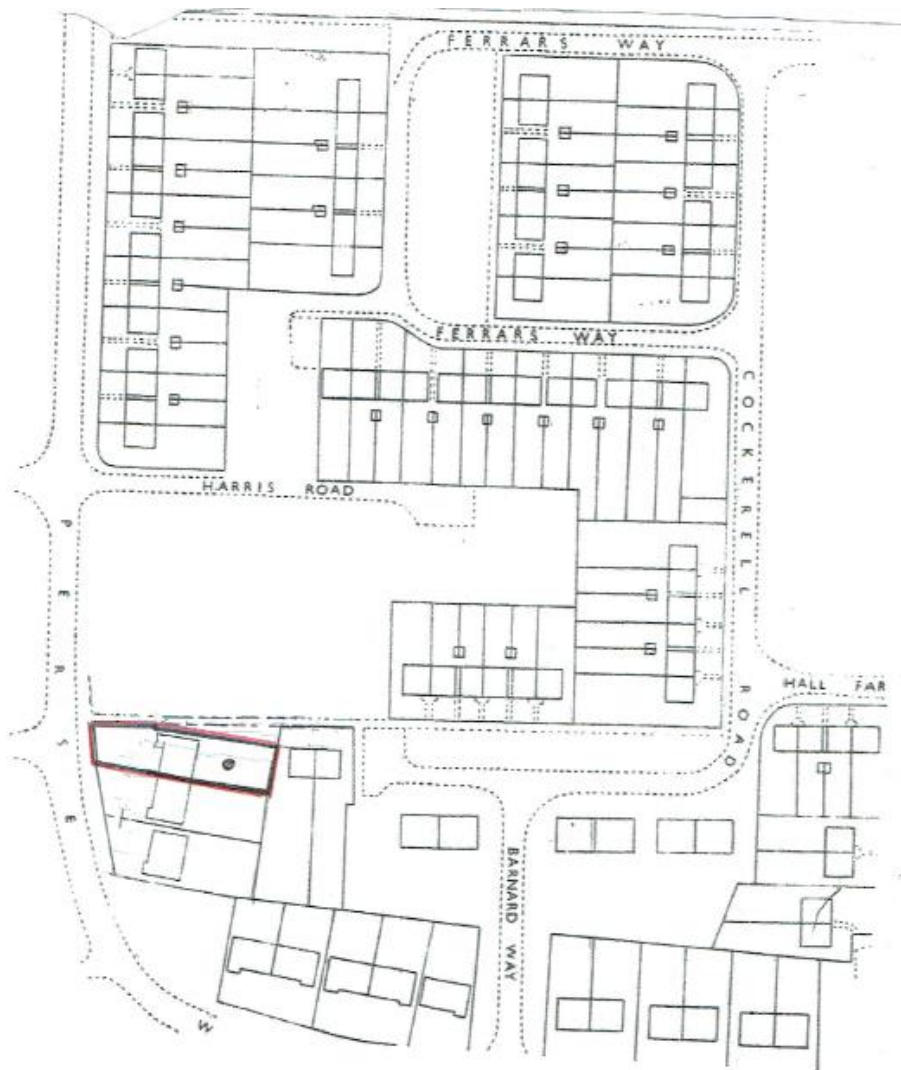 FERRARS WAY
FERRARS WAY
COCKERELL ROAD
HARRIS ROAD
PERSE W
HALL FAR
BARNARD WAY